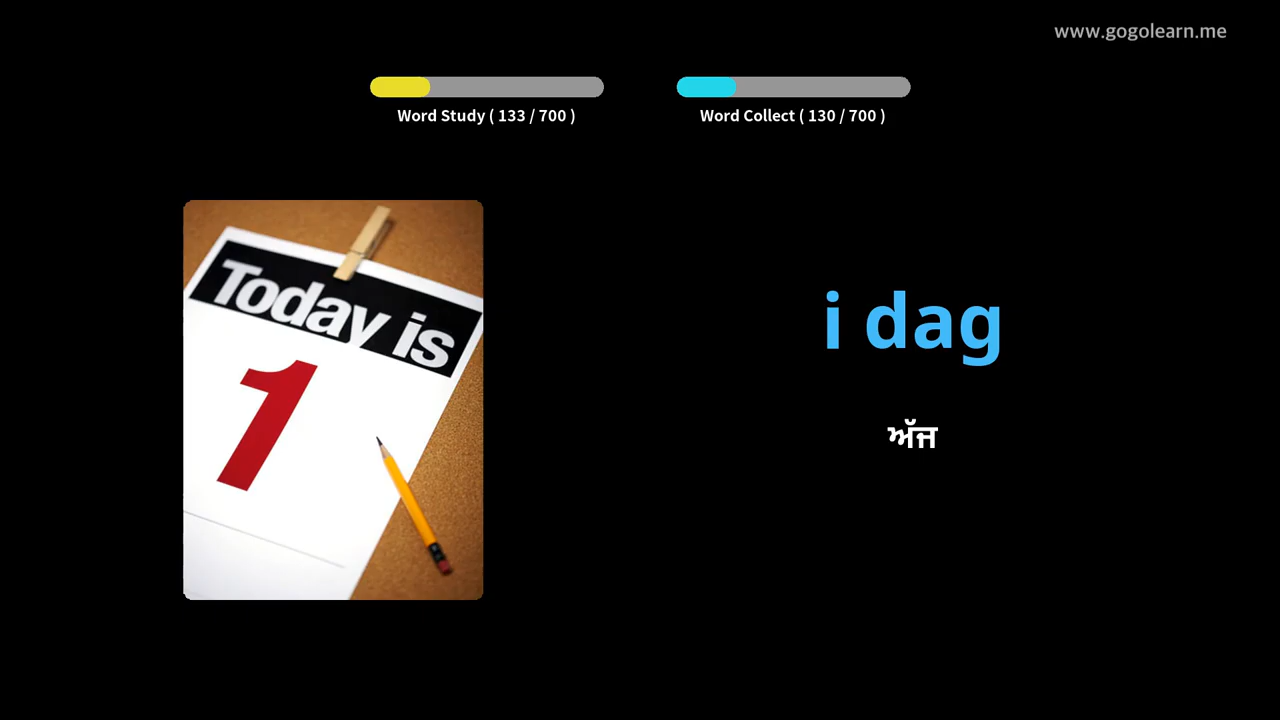 www.gogolearn.me
Word Study ( 133 / 700 )
Word Collect ( 130 / 700 )
Today is
1
i dag
ਅੱਜ